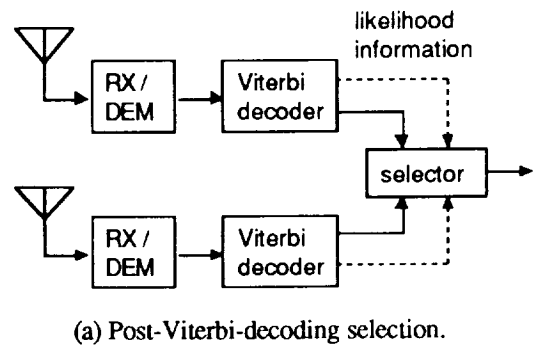 likelihood
information
RX /
DEM
Viterbi
decoder
selector
RX /
DEM
Viterbi
decoder
(a) Post-Viterbi-decoding selection.